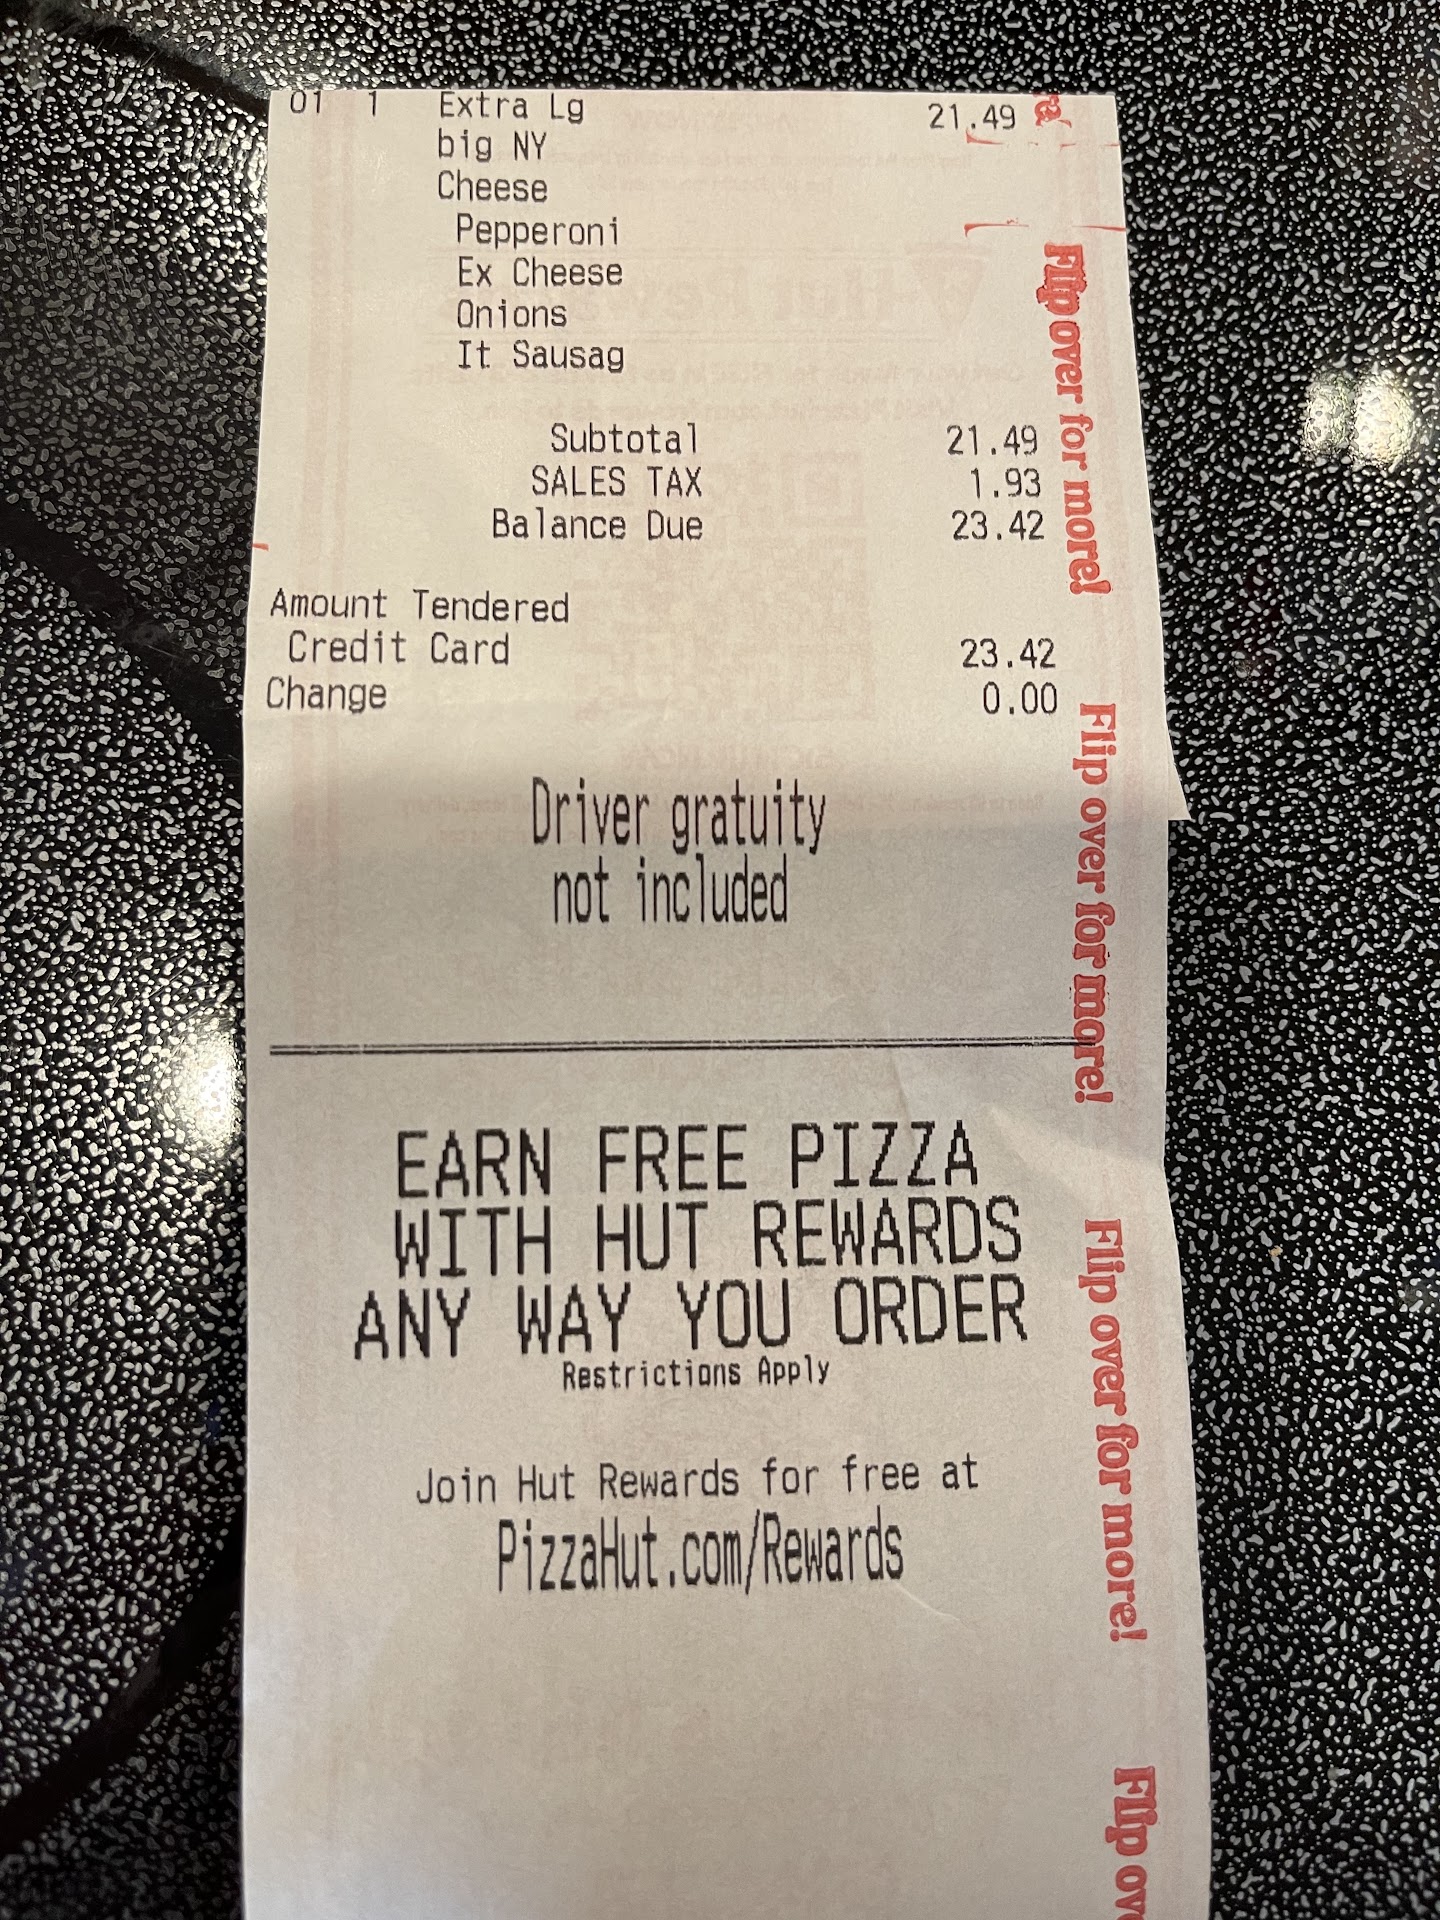 01 1 Extra Lg 21.49
big NY
Cheese
Pepperoni
Ex Cheese
Onions
It Sausag
Subtotal 21.49
SALES TAX 1.93
Balance Due 23.42
Amount Tendered
Credit Card 23.42
Change 0.00
Driver gratuity
not included
EARN FREE PIZZA
WITH HUT REWARDS
ANY WAY YOU ORDER
Restrictions Apply
Join Hut Rewards for free at
PizzaHut.com/Rewards
Flip over for more!
Flip over for more!
Flip over for more!
Flip ove